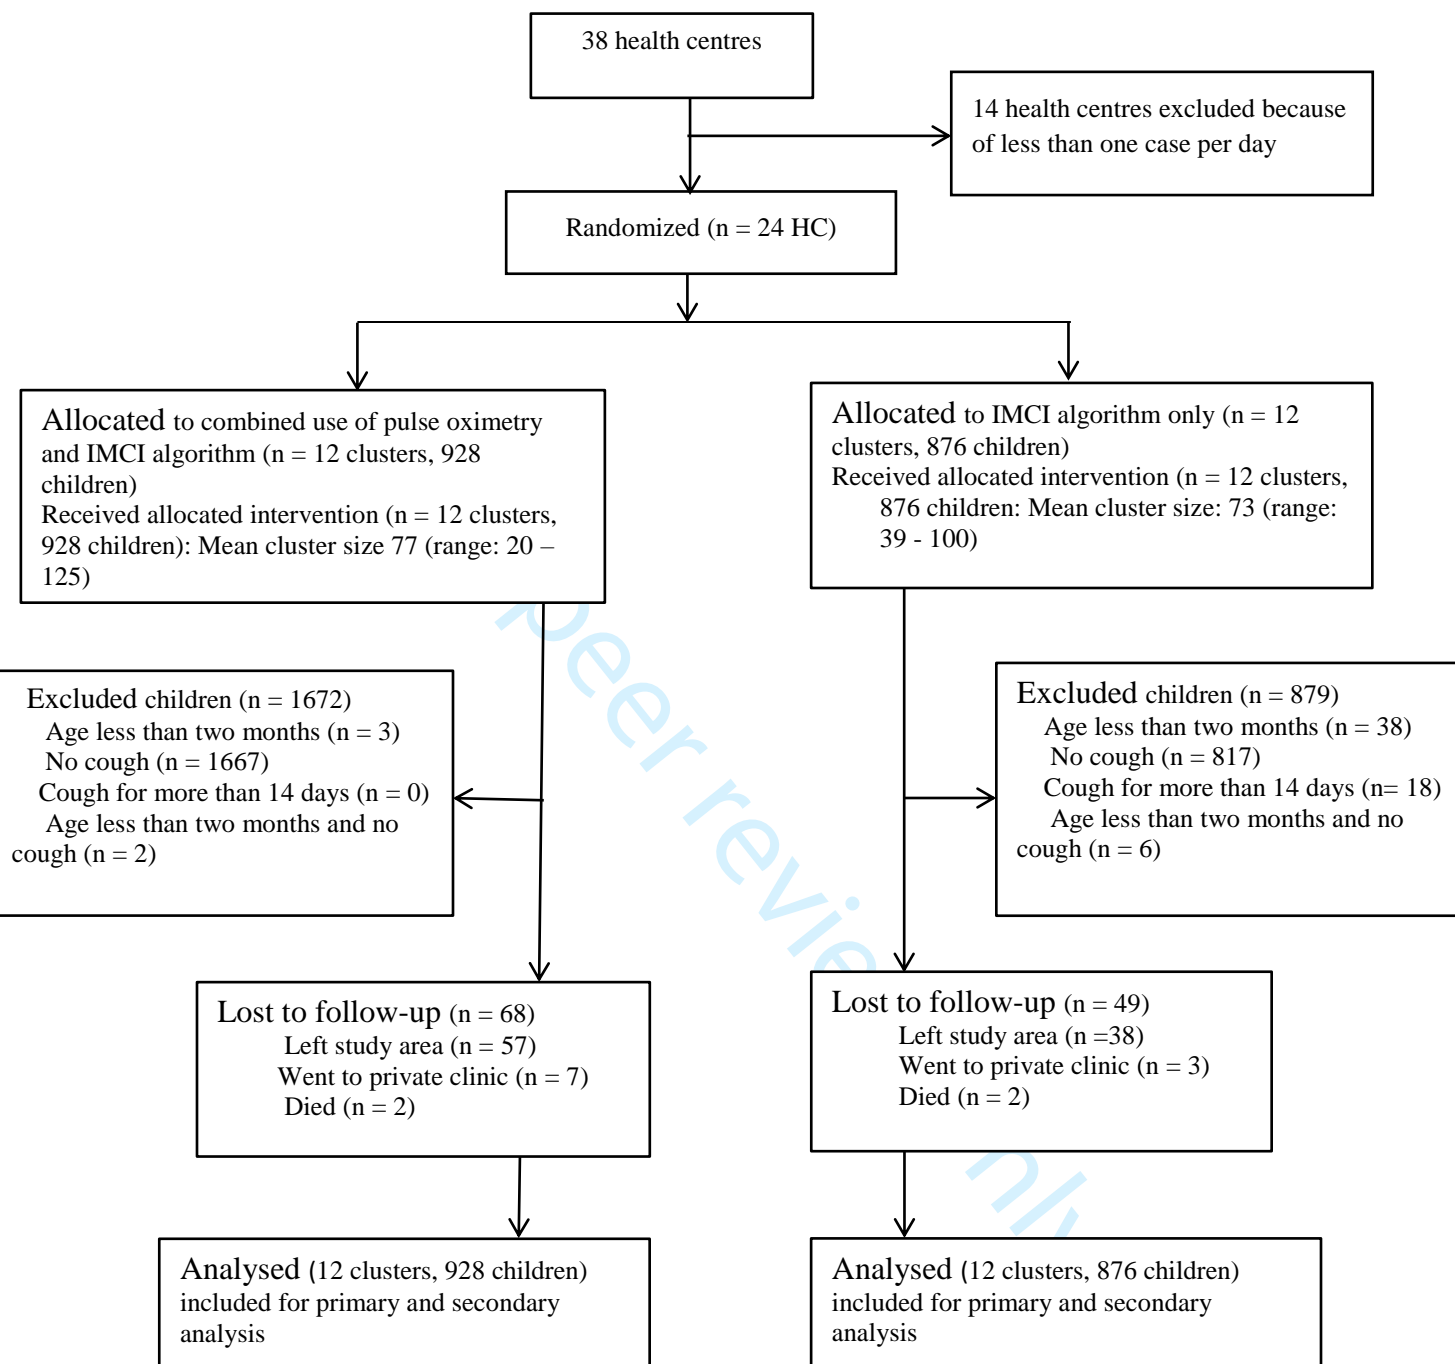 38 health centres
14 health centres excluded because
of less than one case per day
Randomized (n = 24 HC)
Allocated to combined use of pulse oximetry
and IMCI algorithm (n = 12 clusters, 928
children)
Received allocated intervention (n = 12 clusters,
928 children): Mean cluster size 77 (range: 20 –
125)
Allocated to IMCI algorithm only (n = 12
clusters, 876 children)
Received allocated intervention (n = 12 clusters,
876 children: Mean cluster size: 73 (range:
39 - 100)
Excluded children (n = 1672)
Age less than two months (n = 3)
No cough (n = 1667)
Cough for more than 14 days (n = 0)
Age less than two months and no
cough (n = 2)
Excluded children (n = 879)
Age less than two months (n = 38)
No cough (n = 817)
Cough for more than 14 days (n= 18)
Age less than two months and no
cough (n = 6)
Lost to follow-up (n = 68)
Left study area (n = 57)
Went to private clinic (n = 7)
Died (n = 2)
Lost to follow-up (n = 49)
Left study area (n =38)
Went to private clinic (n = 3)
Died (n = 2)
Analysed (12 clusters, 928 children)
included for primary and secondary
analysis
Analysed (12 clusters, 876 children)
included for primary and secondary
analysis
peer review only